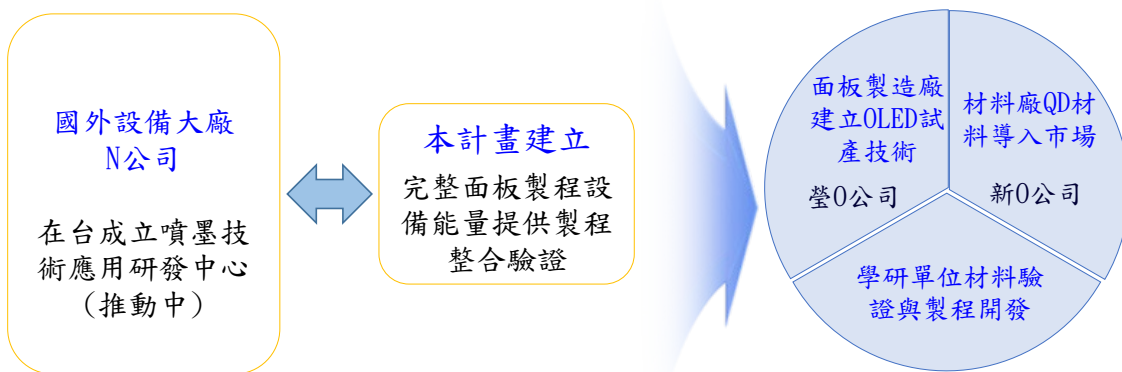 國外設備大廠
N公司
在台成立噴墨技
術應用研發中心
(推動中)
本計畫建立
完整面板製程設
備能量提供製程
整合驗證
面板製造廠
建立OLED試
產技術
瑩O公司
材料廠QD材
料導入市場
新O公司
學研單位材料驗
證與製程開發